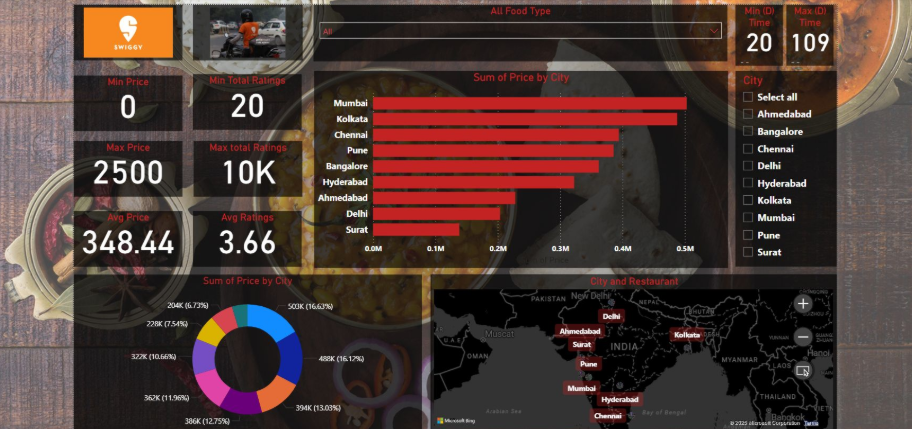 SWIGGY
All Food Type
All
Min (D)
Time
20
Max (D)
Time
109
Min Price
0
Min Total Ratings
20
Max Price
2500
Max total Ratings
10K
Avg Price
348.44
Avg Ratings
3.66
Sum of Price by City
Mumbai
Kolkata
Chennai
Pune
Bangalore
Hyderabad
Ahmedabad
Delhi
Surat
0.0M 0.1M 0.2M 0.3M 0.4M 0.5M
City
Select all
Ahmedabad
Bangalore
Chennai
Delhi
Hyderabad
Kolkata
Mumbai
Pune
Surat
Sum of Price by City
204K (6.73%)
228K (7.54%)
322K (10.66%)
362K (11.96%)
386K (12.75%)
503K (16.63%)
488K (16.12%)
394K (13.03%)
City and Restaurant
PAKISTAN
New Delhi
NEPAL
BHUTAN
Delhi
Muscat
Ahmedabad
Kolkata
U.A.E
Surat
INDIA
OMAN
MYANMAR
Hanoi
LAOS
Pune
Mumbai
Hyderabad
THAILAND
Arabian Sea
Chennai
Bay of Bengal
Bangkok
Microsoft Bing
© 2025 Microsoft Corporation Terms